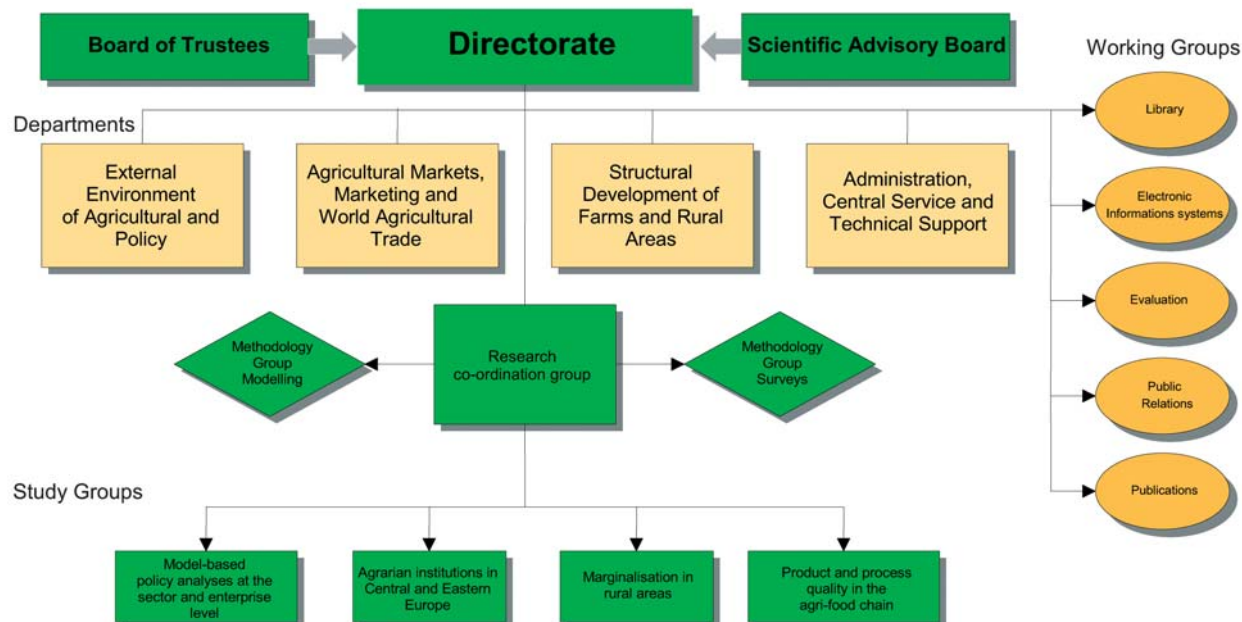 Board of Trustees
Directorate
Scientific Advisory Board
Working Groups
Departments
Library
External
Environment
of Agricultural and
Policy
Agricultural Markets,
Marketing and
World Agricultural
Trade
Structural
Development of
Farms and Rural
Areas
Administration,
Central Service and
Technical Support
Electronic
Informations systems
Evaluation
Methodology
Group
Modelling
Research
co-ordination group
Methodology
Group
Surveys
Public
Relations
Study Groups
Publications
Model-based
policy analyses at the
sector and enterprise
level
Agrarian institutions in
Central and Eastern
Europe
Marginalisation in
rural areas
Product and process
quality in the
agri-food chain